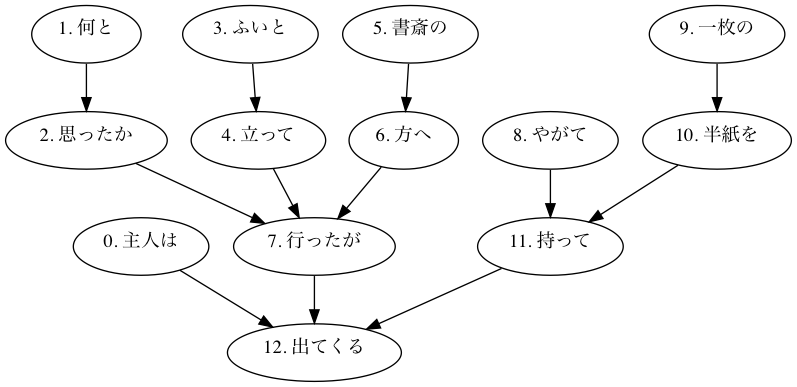 1. 何と
3. ふいと
5. 書斎の
9. 一枚の
2. 思ったか
4. 立って
6. 方へ
8. やがて
10. 半紙を
0. 主人は
7. 行ったが
11. 持って
12. 出てくる